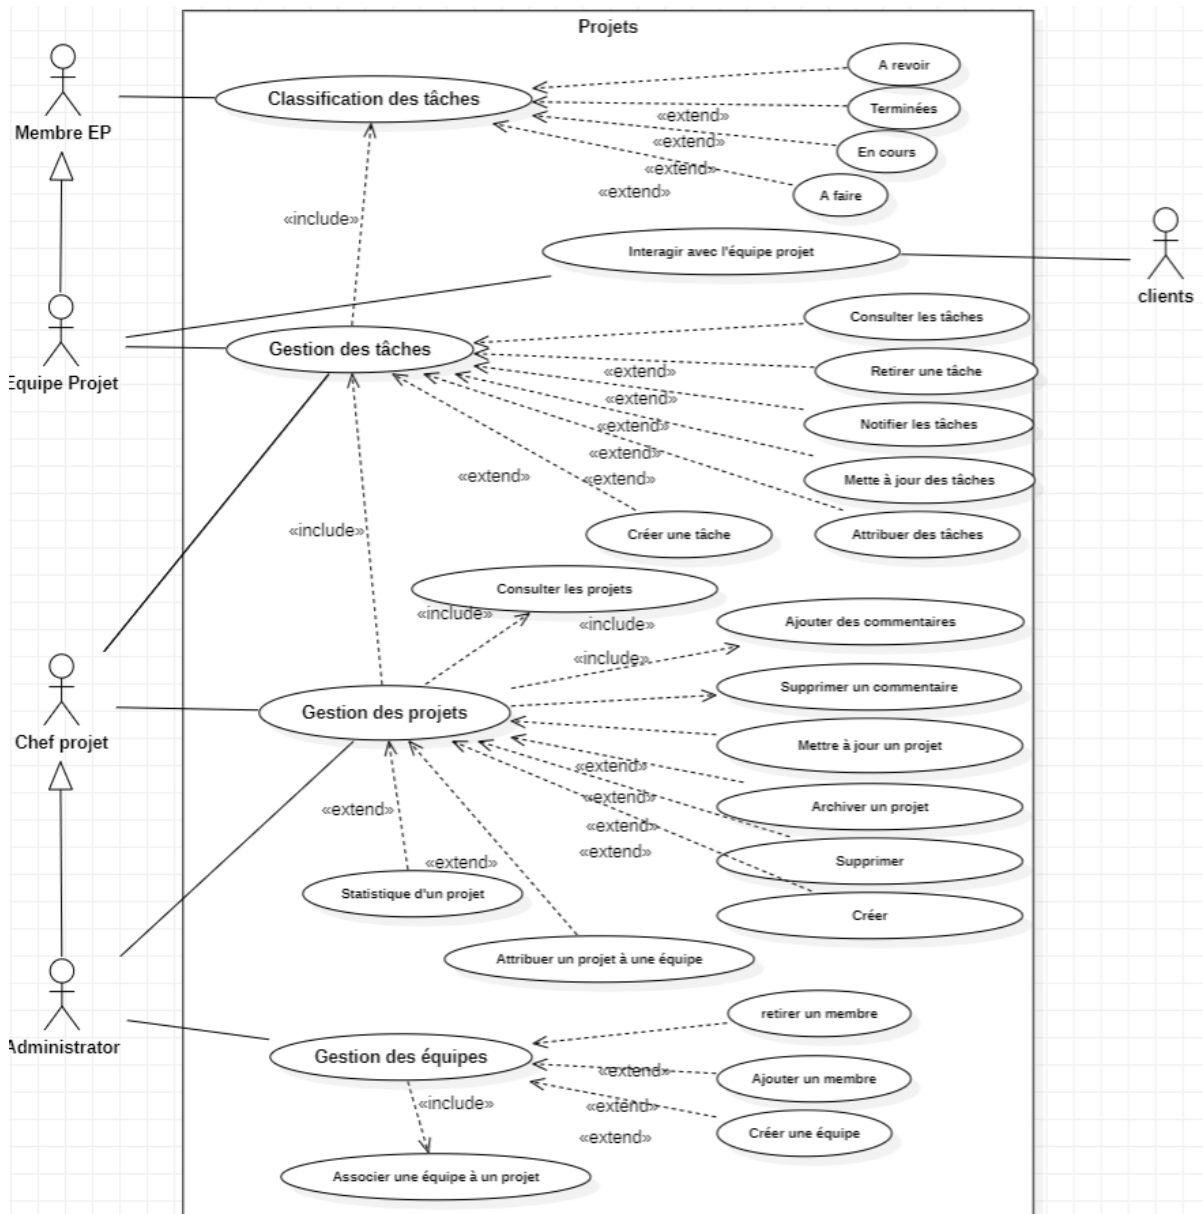 Projets
A revoir
Classification des tâches
Terminées
«extend»
Membre EP
«extend»
En cours
«extend»
«extend»
A faire
«include»
Interagir avec l'équipe projet
clients
Consulter les tâches
Gestion des tâches
Retirer une tâche
«extend»
Equipe Projet
«extend»
Notifier les tâches
«extend»
«extend»
«extend»
«extend»
Mette à jour des tâches
«include»
Créer une tâche
Attribuer des tâches
Consulter les projets
«include»
«include»
Ajouter des commentaires
«include»
Supprimer un commentaire
Gestion des projets
Chef projet
Mettre à jour un projet
«extend»
«extend»
«extend»
Archiver un projet
«extend»
«extend»
«extend»
Supprimer
Statistique d'un projet
Créer
Attribuer un projet à une équipe
retirer un membre
Administrator
Gestion des équipes
«extend»
Ajouter un membre
«include»
«extend»
«extend»
Créer une équipe
Associer une équipe à un projet